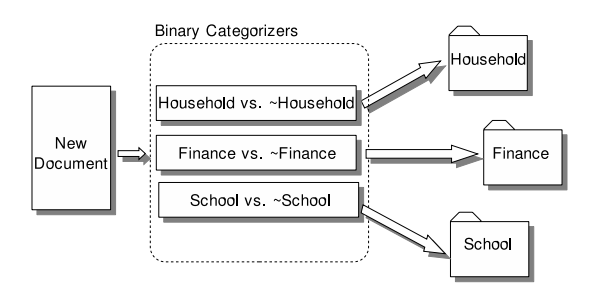 Binary Categorizers
Household
Household vs. ~Household
New
Document
Finance vs. ~Finance
Finance
School vs. ~School
School